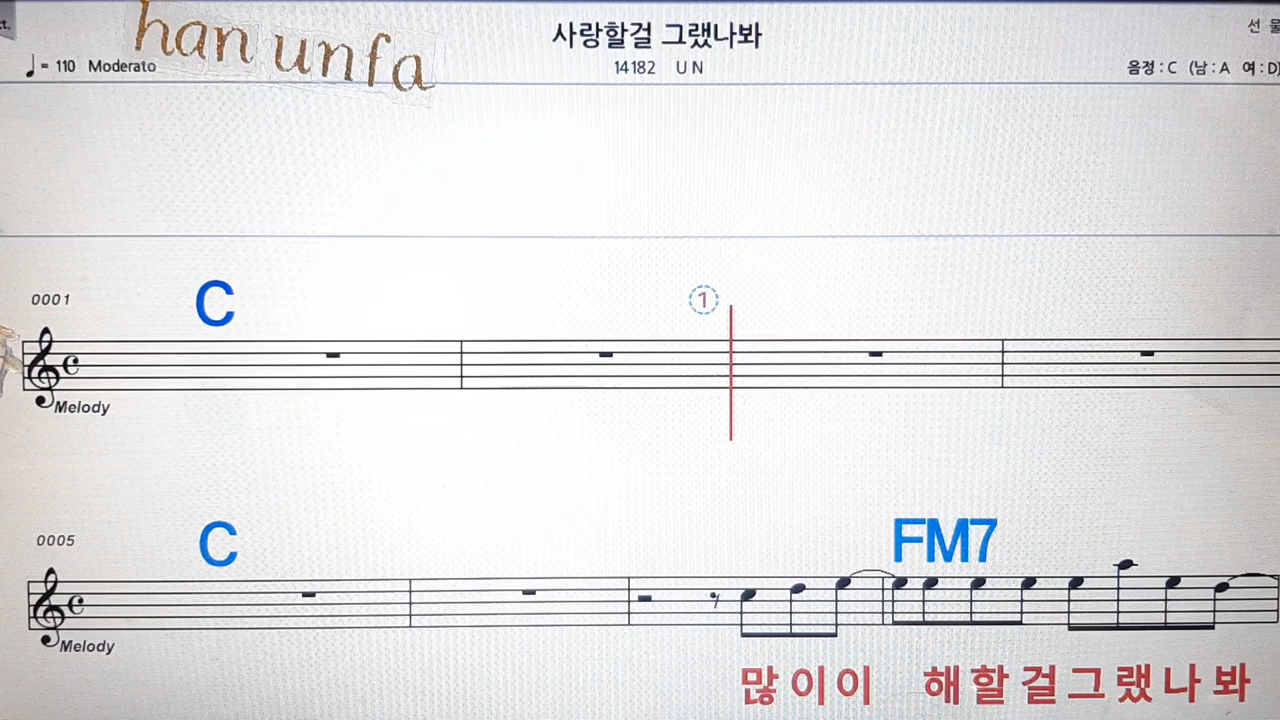 ct.
han unfa
사랑할걸 그랬나봐
선 물
♩= 110 Moderato
14182 U N
음정 : C (남 : A 여 : D)
0001
C
1
Melody
0005
C
FM7
Melody
많 이 이 해 할 걸 그 랬 나 봐